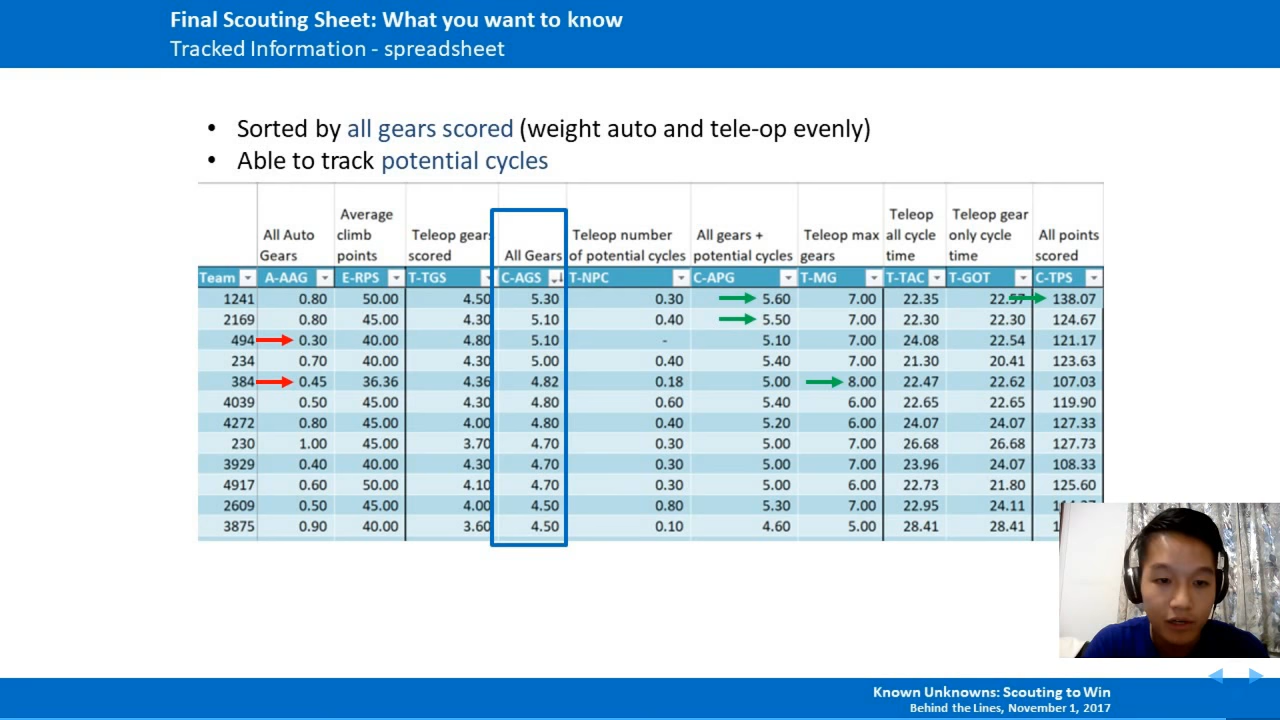 Final Scouting Sheet: What you want to know
Tracked Information - spreadsheet
• Sorted by all gears scored (weight auto and tele-op evenly)
• Able to track potential cycles
All Auto Gears
Average climb points
Teleop gears scored
All Gears
Teleop number of potential cycles
All gears + potential cycles
Teleop max gears
Teleop all cycle time
Teleop gear only cycle time
All points scored
Team A-AAG E-RPS T-TGS C-AGS T-NPC C-APG T-MG T-TAC T-GOT C-TPS
1241 0.80 50.00 4.50 5.30 0.30 5.60 7.00 22.35 22.57 138.07
2169 0.80 45.00 4.30 5.10 0.40 5.50 7.00 22.30 22.30 124.67
494 0.30 40.00 4.80 5.10 - 5.10 7.00 24.08 22.54 121.17
234 0.70 40.00 4.30 5.00 0.40 5.40 7.00 21.30 20.41 123.63
384 0.45 36.36 4.36 4.82 0.18 5.00 8.00 22.47 22.62 107.03
4039 0.50 45.00 4.30 4.80 0.60 5.40 6.00 22.65 22.65 119.90
4272 0.80 45.00 4.00 4.80 0.40 5.20 6.00 24.07 24.07 127.33
230 1.00 45.00 3.70 4.70 0.30 5.00 7.00 26.68 26.68 127.73
3929 0.40 40.00 4.30 4.70 0.30 5.00 7.00 23.96 24.07 108.33
4917 0.60 50.00 4.10 4.70 0.30 5.00 6.00 22.73 21.80 125.60
2609 0.50 45.00 4.00 4.50 0.80 5.30 7.00 22.95 24.11
3875 0.90 40.00 3.60 4.50 0.10 4.60 5.00 28.41 28.41
Known Unknowns: Scouting to Win
Behind the Lines, November 1, 2017